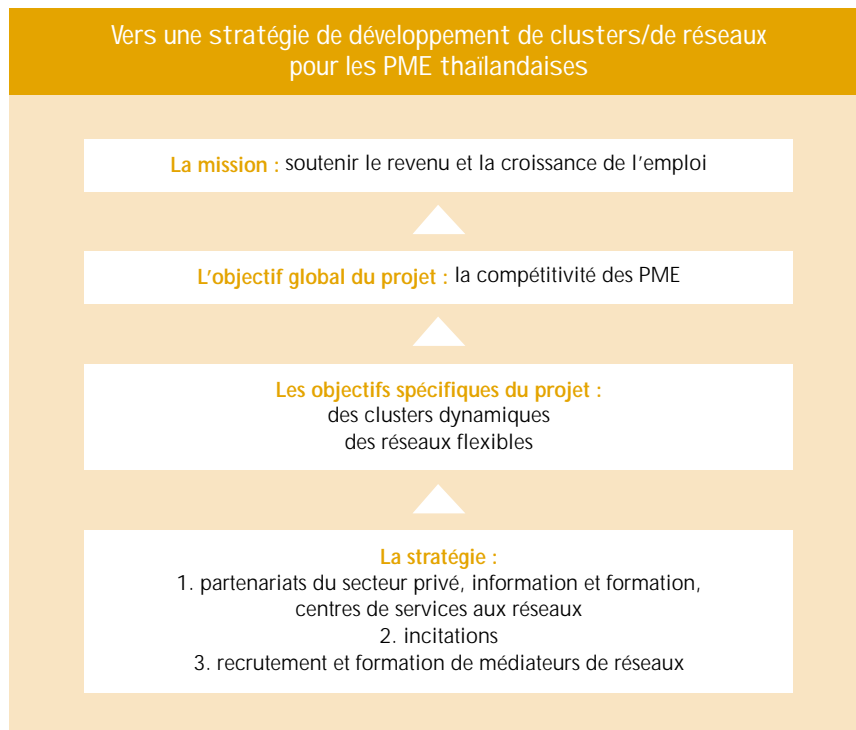 Vers une stratégie de développement de clusters/de réseaux
pour les PME thaïlandaises
La mission : soutenir le revenu et la croissance de l'emploi
L'objectif global du projet : la compétitivité des PME
Les objectifs spécifiques du projet :
des clusters dynamiques
des réseaux flexibles
La stratégie :
1. partenariats du secteur privé, information et formation,
centres de services aux réseaux
2. incitations
3. recrutement et formation de médiateurs de réseaux